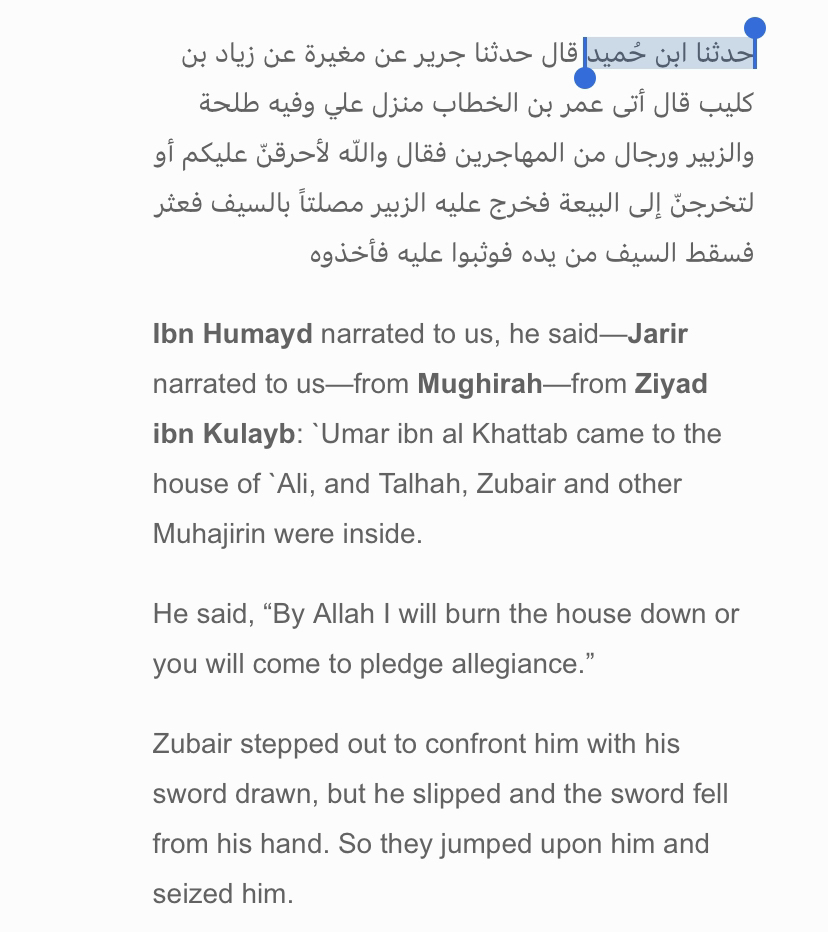 حدثنا ابن حُميد قال حدثنا جرير عن مغيرة عن زياد بن
كليب قال أتى عمر بن الخطاب منزل علي وفيه طلحة
والزبير ورجال من المهاجرين فقال واللّه لأحرقنّ عليكم أو
لتخرجنّ إلى البيعة فخرج عليه الزبير مصلتاً بالسيف فعثر
فسقط السيف من يده فوثبوا عليه فأخذوه
Ibn Humayd narrated to us, he said—Jarir
narrated to us—from Mughirah—from Ziyad
ibn Kulayb: `Umar ibn al Khattab came to the
house of `Ali, and Talhah, Zubair and other
Muhajirin were inside.
He said, “By Allah I will burn the house down or
you will come to pledge allegiance.”
Zubair stepped out to confront him with his
sword drawn, but he slipped and the sword fell
from his hand. So they jumped upon him and
seized him.